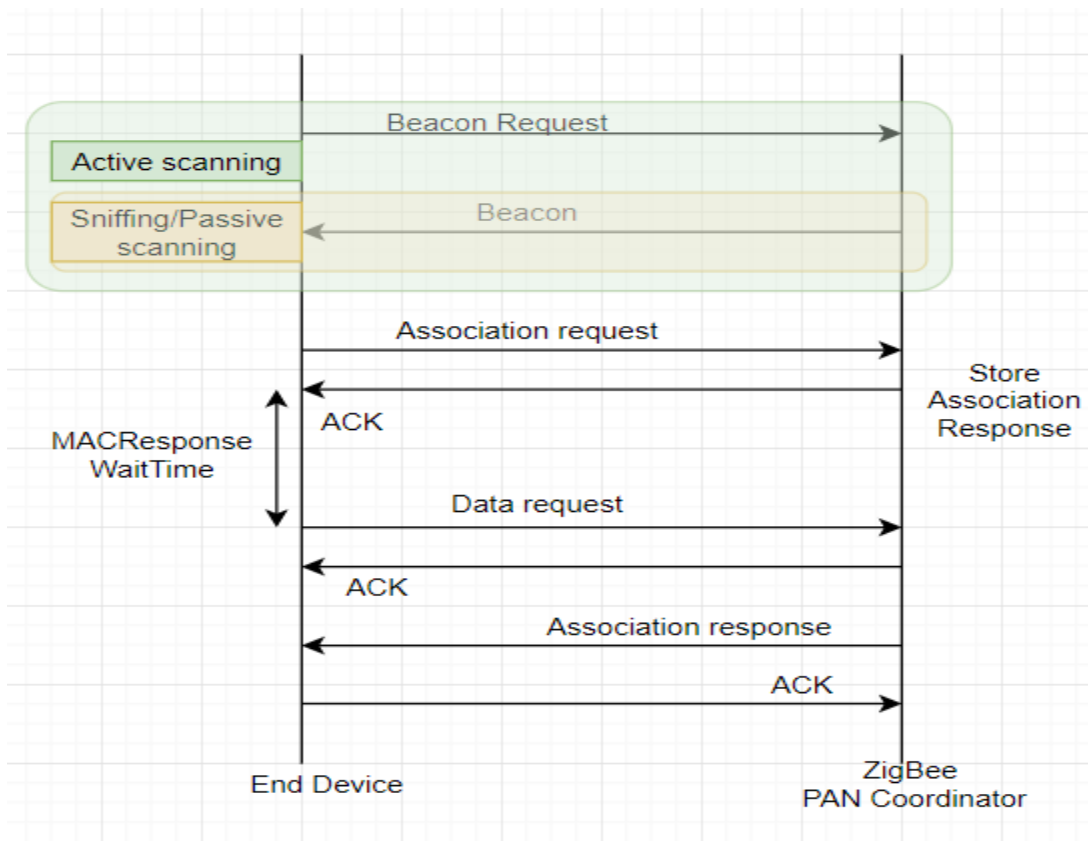 Beacon Request
Active scanning
Sniffing/Passive
scanning
Beacon
Association request
Store
Association
Response
ACK
MACResponse
WaitTime
Data request
ACK
Association response
ACK
End Device
ZigBee
PAN Coordinator